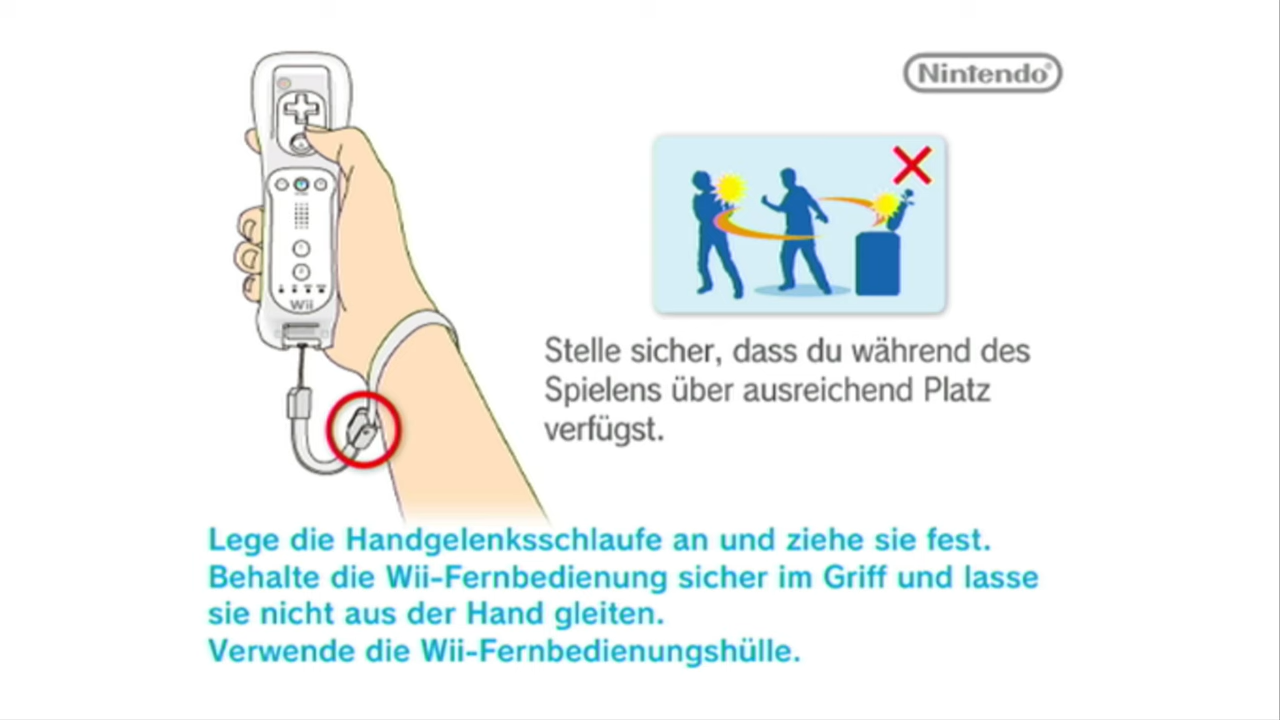 Nintendo®
Wii
Stelle sicher, dass du während des
Spielens über ausreichend Platz
verfügst.
Lege die Handgelenksschlaufe an und ziehe sie fest.
Behalte die Wii-Fernbedienung sicher im Griff und lasse
sie nicht aus der Hand gleiten.
Verwende die Wii-Fernbedienungshülle.